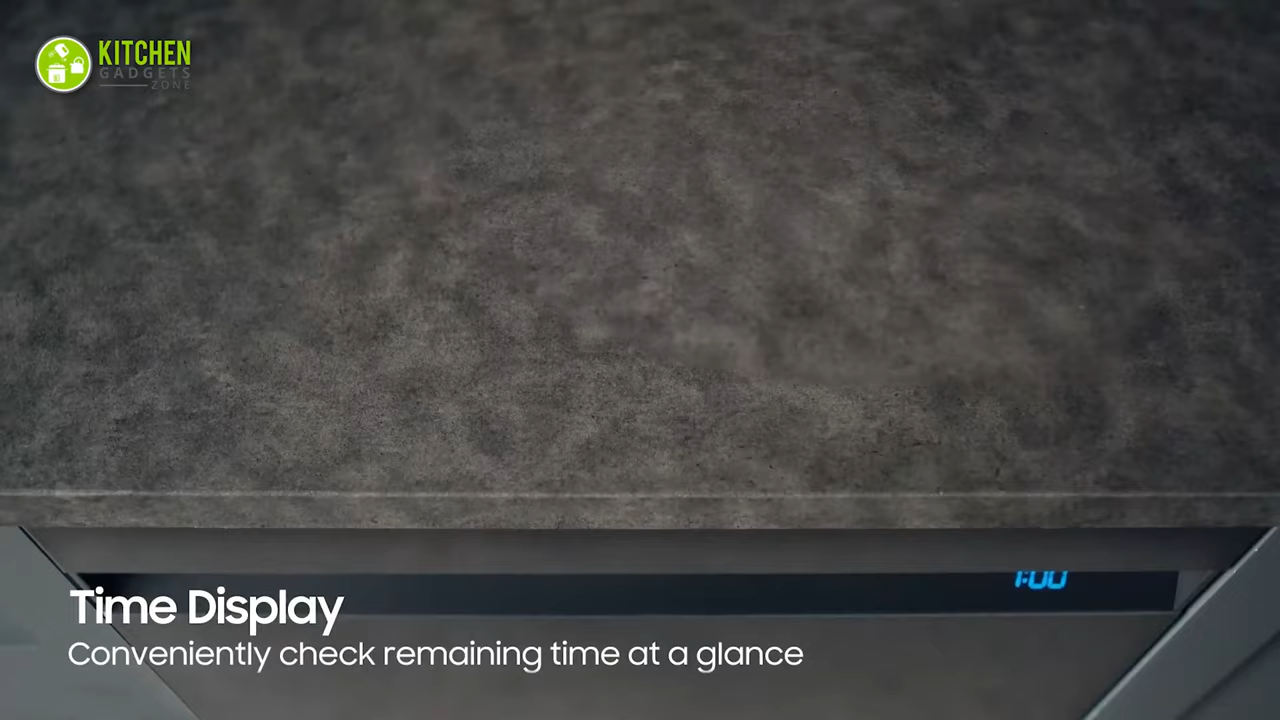 KITCHEN
GADGETS
ZONE
1:00
Time Display
Conveniently check remaining time at a glance